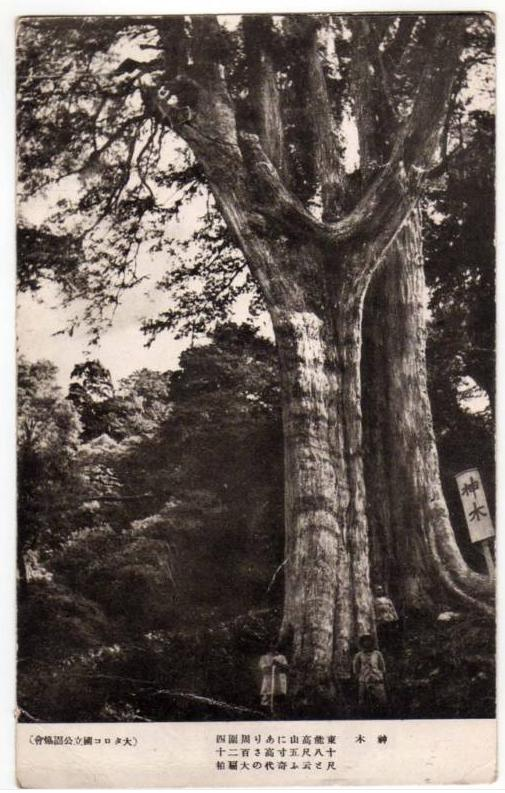 神木
神木
東能高山にあり周圍四
十八尺五寸高さ百二十
尺と云ふ奇代の大扁柏
(大タロコ國立公園協會)